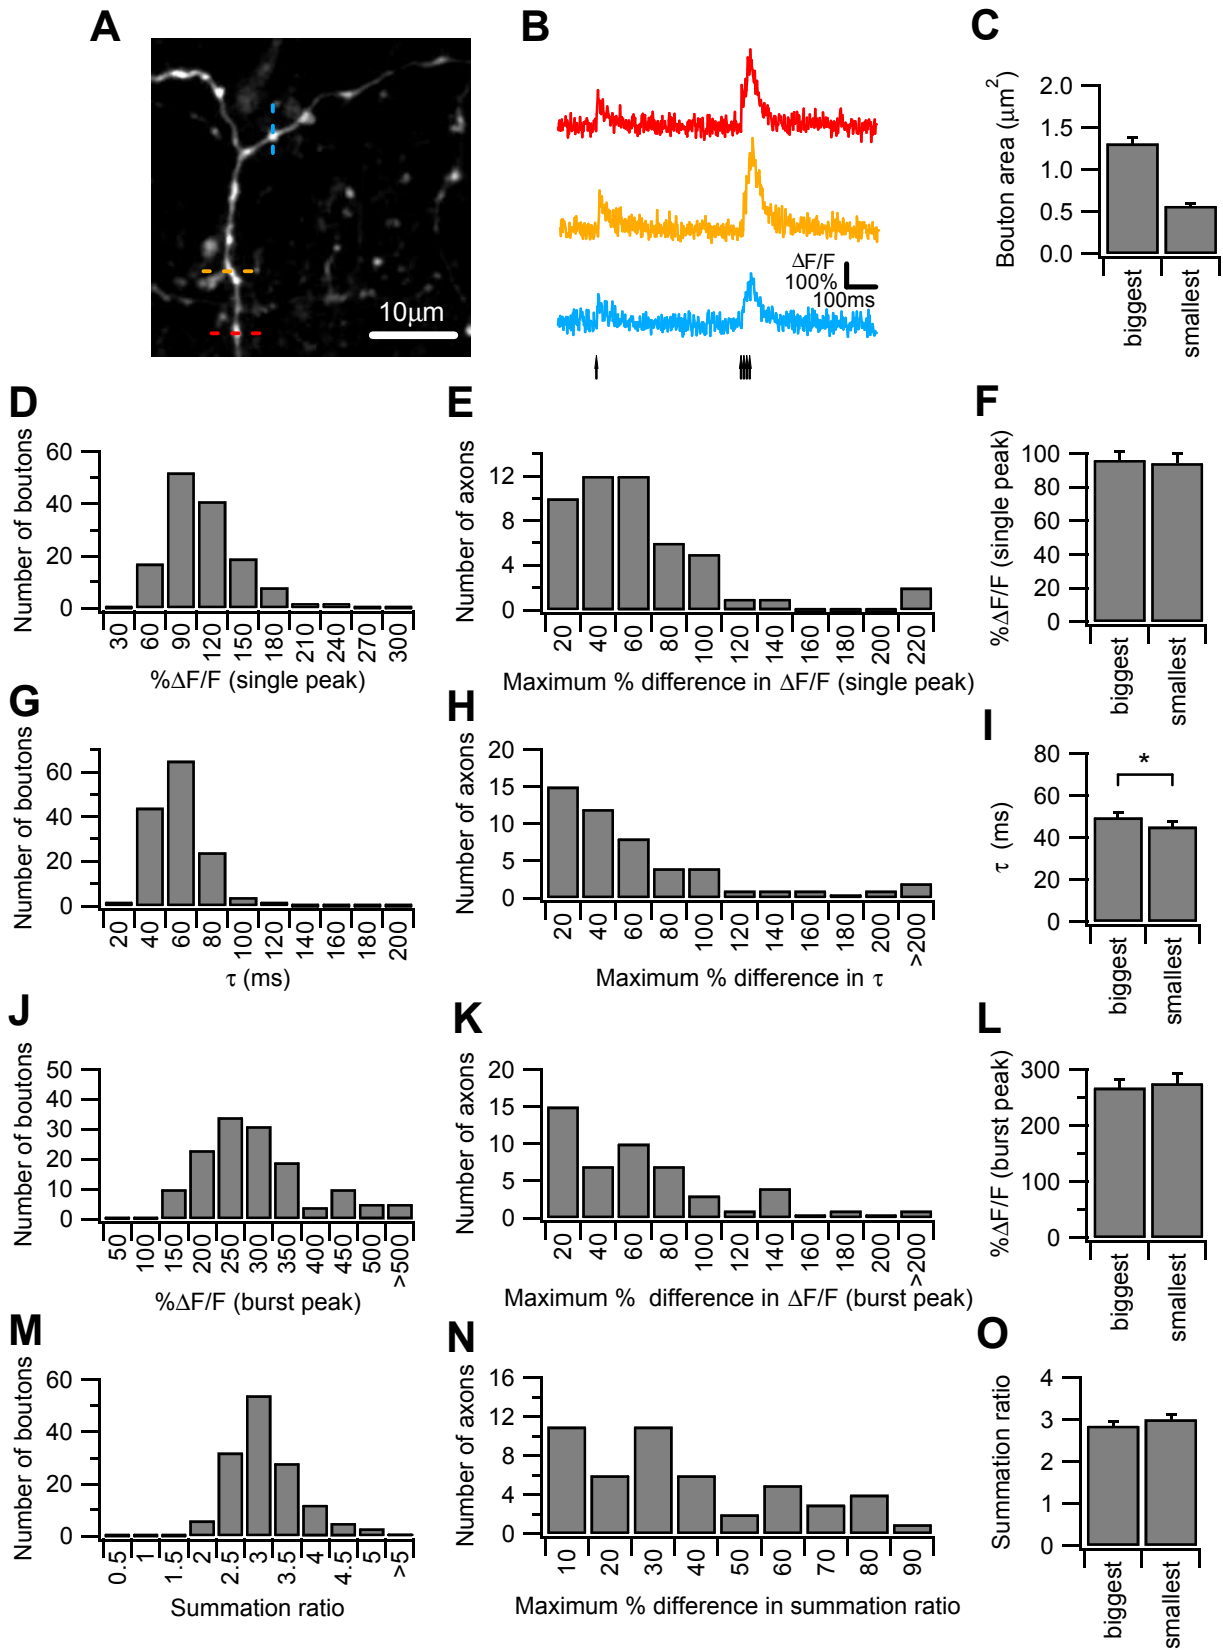 A
10μm
B
ΔF/F
100%
100ms
C
Bouton area (μm²)
2.0
1.5
1.0
0.5
0.0
biggest
smallest
D
Number of boutons
60
40
20
0
30 60 90 120 150 180 210 240 270 300
%ΔF/F (single peak)
E
Number of axons
12
8
4
0
20 40 60 80 100 120 140 160 180 200 220
Maximum % difference in ΔF/F (single peak)
F
%ΔF/F (single peak)
100
80
60
40
20
0
biggest
smallest
G
Number of boutons
60
40
20
0
20 40 60 80 100 120 140 160 180 200
τ (ms)
H
Number of axons
20
15
10
5
0
20 40 60 80 100 120 140 160 180 200 >200
Maximum % difference in τ
I
τ (ms)
80
60
40
20
0
*
biggest
smallest
J
Number of boutons
50
40
30
20
10
0
50 100 150 200 250 300 350 400 450 500 >500
%ΔF/F (burst peak)
K
Number of axons
20
15
10
5
0
20 40 60 80 100 120 140 160 180 200 >200
Maximum % difference in ΔF/F (burst peak)
L
%ΔF/F (burst peak)
300
200
100
0
biggest
smallest
M
Number of boutons
60
40
20
0
0.5 1 1.5 2 2.5 3 3.5 4 4.5 5 >5
Summation ratio
N
Number of axons
16
12
8
4
0
10 20 30 40 50 60 70 80 90
Maximum % difference in summation ratio
O
Summation ratio
4
3
2
1
0
biggest
smallest